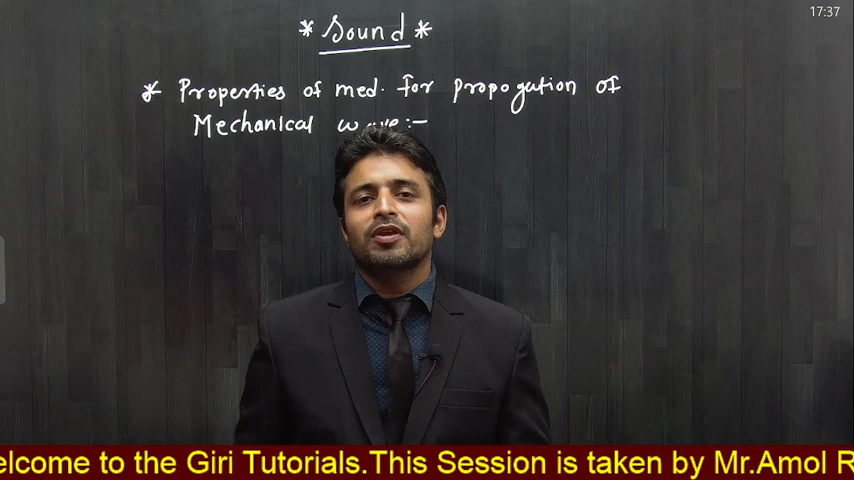 17:37
* Sound *
* Properties of med. for propogution of
Mechanical wave:-
elcome to the Giri Tutorials.This Session is taken by Mr.Amol R